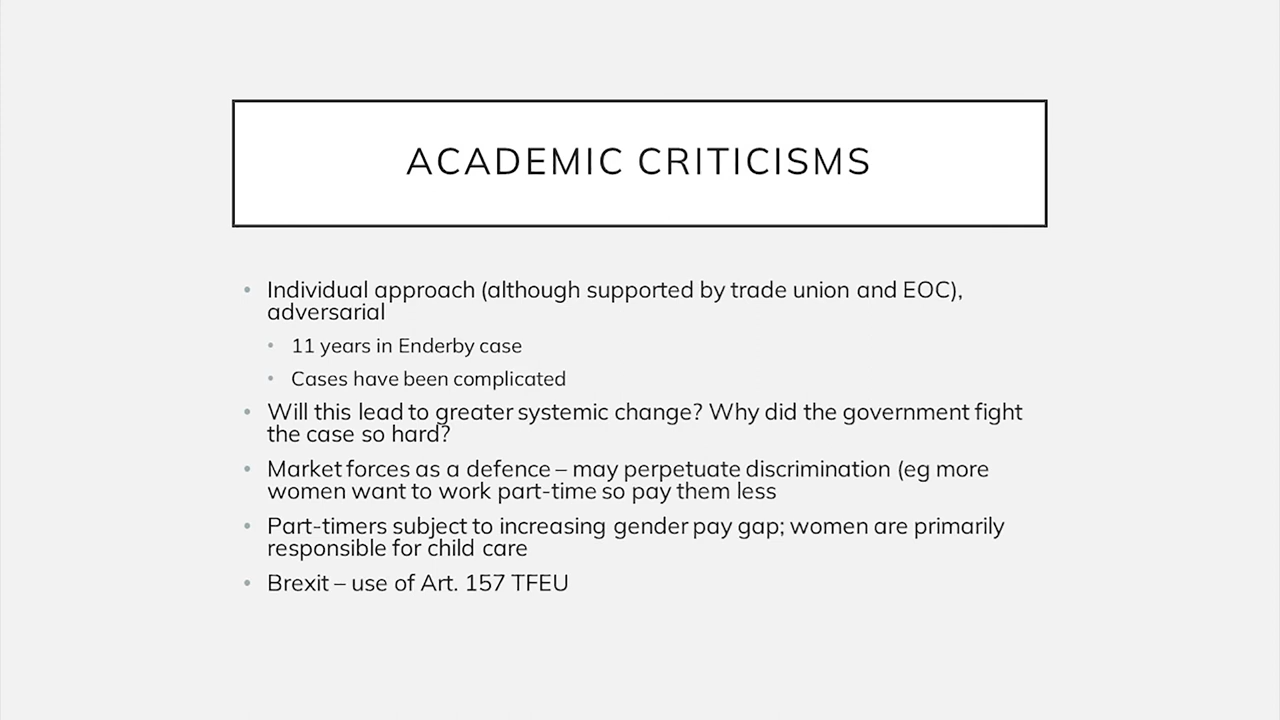 ACADEMIC CRITICISMS
• Individual approach (although supported by trade union and EOC),
adversarial
• 11 years in Enderby case
• Cases have been complicated
• Will this lead to greater systemic change? Why did the government fight
the case so hard?
• Market forces as a defence – may perpetuate discrimination (eg more
women want to work part-time so pay them less
• Part-timers subject to increasing gender pay gap; women are primarily
responsible for child care
• Brexit – use of Art. 157 TFEU